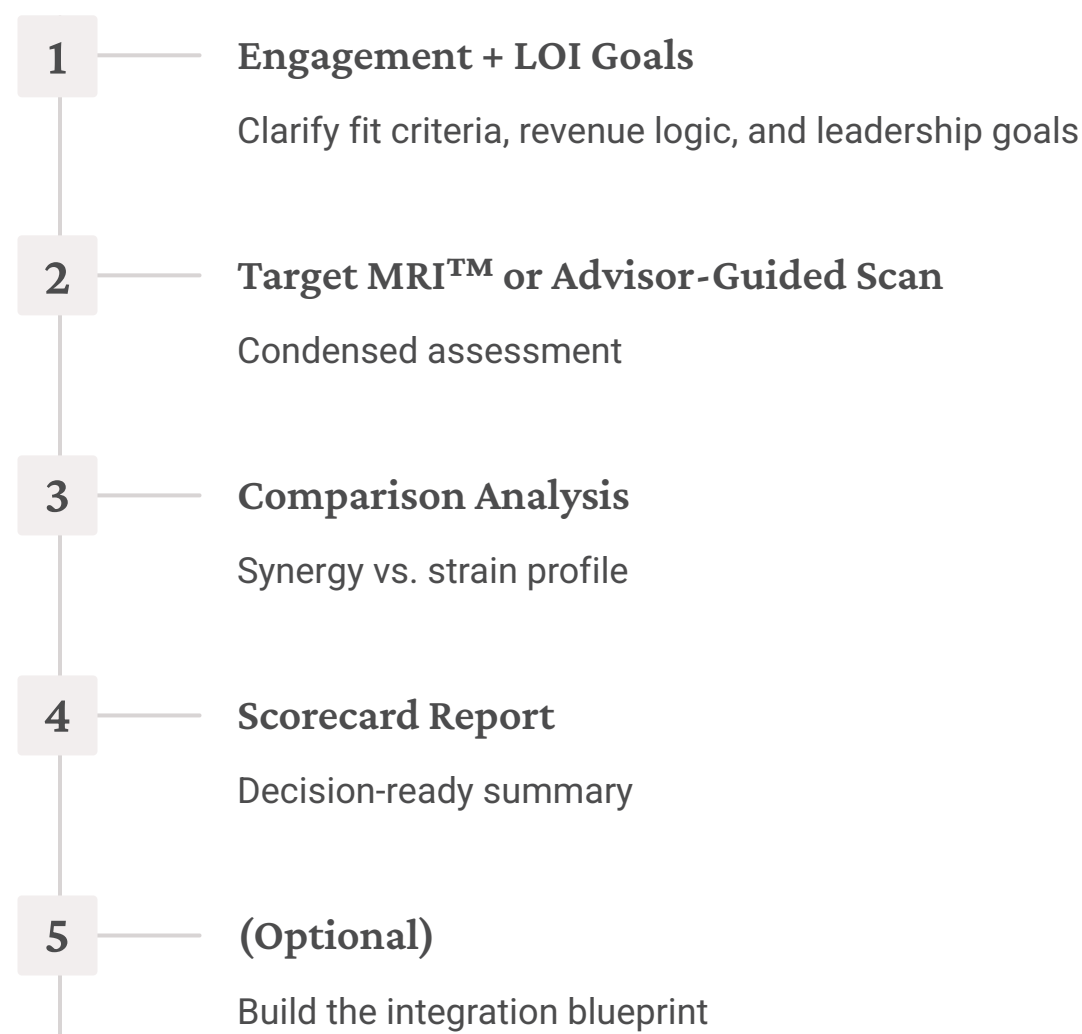 1
Engagement + LOI Goals
Clarify fit criteria, revenue logic, and leadership goals
2
Target MRI™ or Advisor-Guided Scan
Condensed assessment
3
Comparison Analysis
Synergy vs. strain profile
4
Scorecard Report
Decision-ready summary
5
(Optional)
Build the integration blueprint